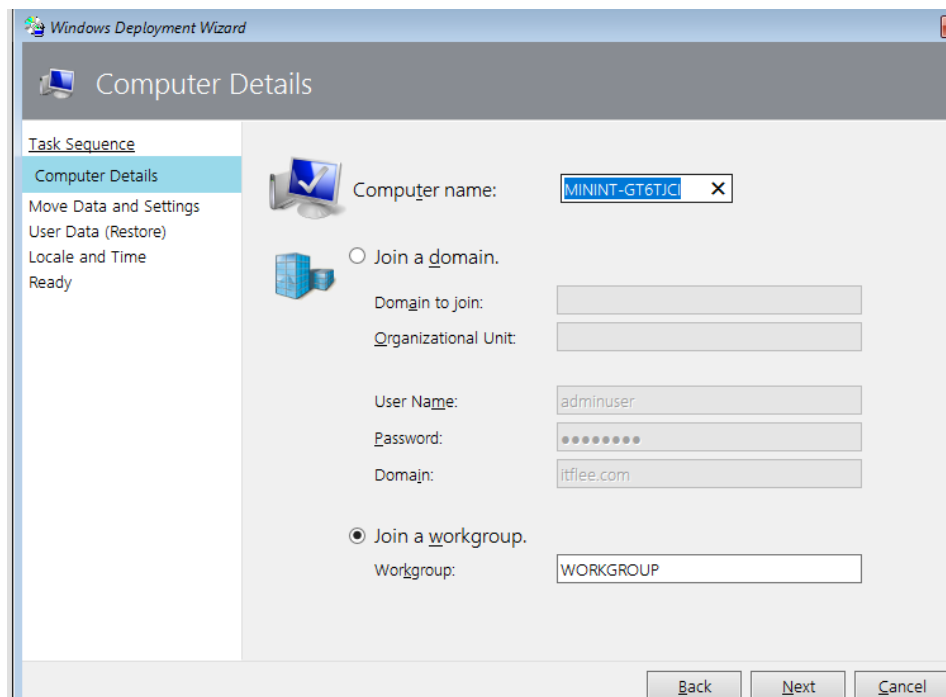 Windows Deployment Wizard
Computer Details
Task Sequence
Computer Details
Move Data and Settings
User Data (Restore)
Locale and Time
Ready
Computer name: MININT-GT6TJCI
Join a domain.
Domain to join:
Organizational Unit:
User Name: adminuser
Password: ●●●●●●●●
Domain: itflee.com
Join a workgroup.
Workgroup: WORKGROUP
Back Next Cancel